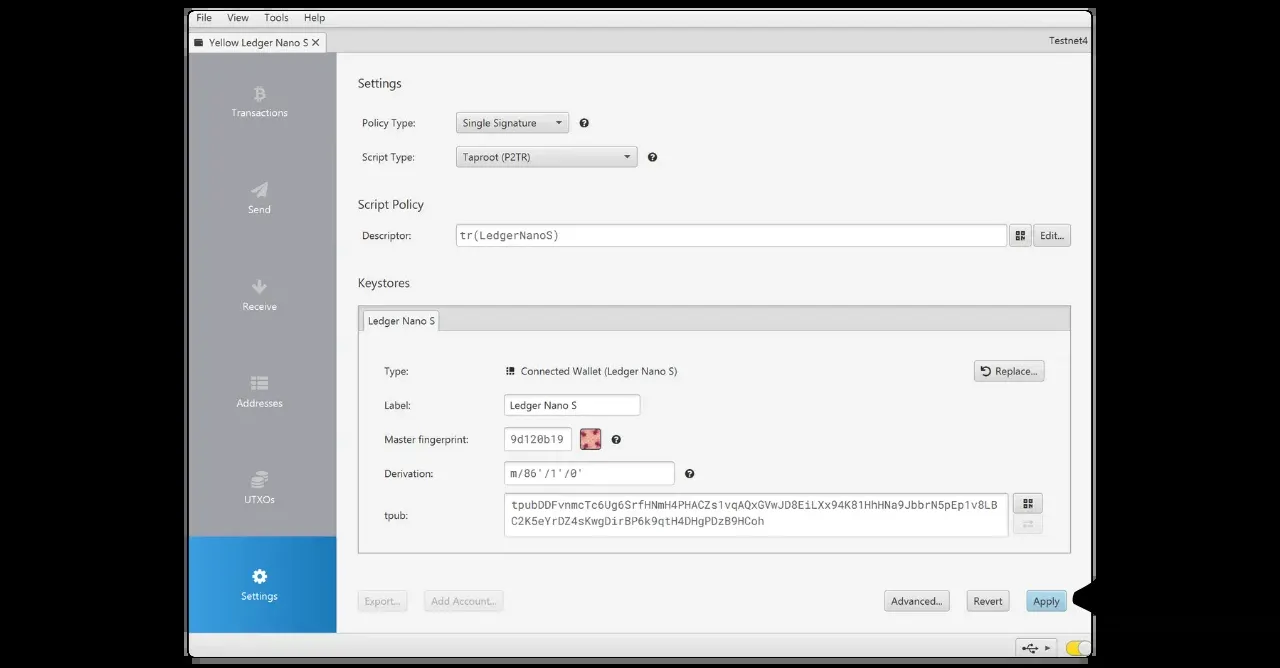 File View Tools Help
Yellow Ledger Nano S
Testnet4
Transactions
Send
Receive
Addresses
UTXOs
Settings
Settings
Policy Type: Single Signature
Script Type: Taproot (P2TR)
Script Policy
Descriptor: tr(LedgerNanoS) Edit...
Keystores
Ledger Nano S
Type: Connected Wallet (Ledger Nano S) Replace...
Label: Ledger Nano S
Master fingerprint: 9d120b19
Derivation: m/86'/1'/0'
tpub: tpubDDFvnmcTc6Ug6SrfHNmH4PHACZs1vqAQxGVwJD8EiLXx94K81HhHNa9JbbrN5pEp1v8LB
C2K5eYrDZ4sKwgDirBP6k9qtH4DHgPDzB9HCoh
Export... Add Account... Advanced... Revert Apply